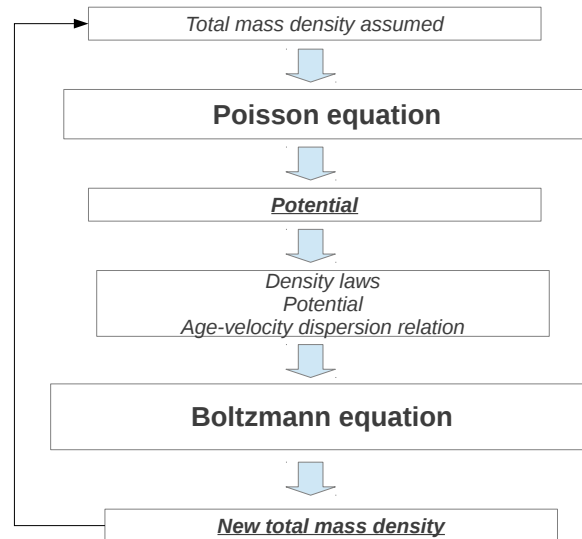 Total mass density assumed
Poisson equation
Potential
Density laws
Potential
Age-velocity dispersion relation
Boltzmann equation
New total mass density